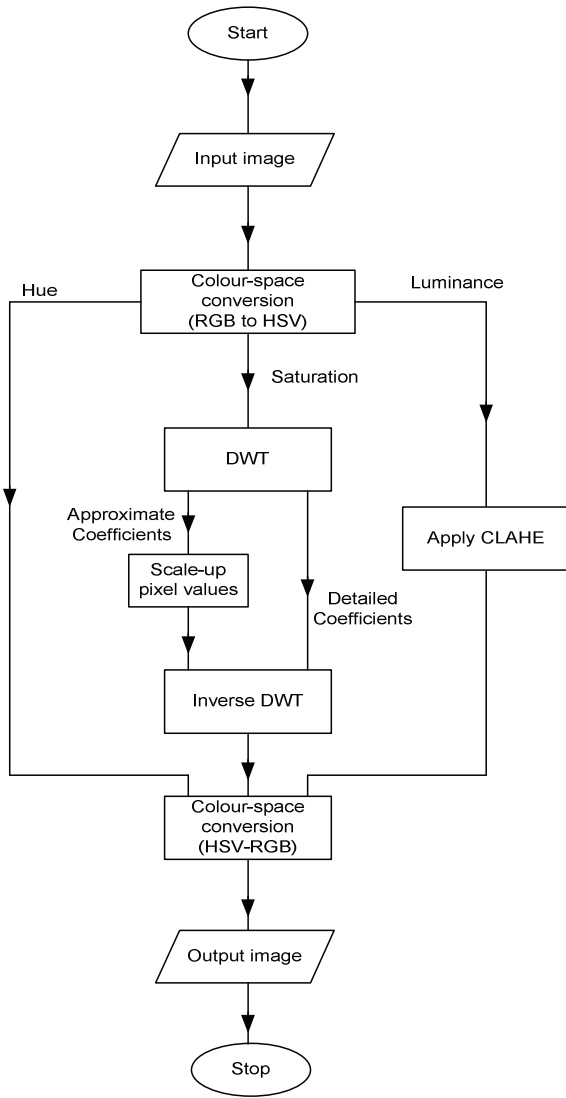 Start
Input image
Hue
Colour-space
conversion
(RGB to HSV)
Luminance
Saturation
DWT
Approximate
Coefficients
Apply CLAHE
Scale-up
pixel values
Detailed
Coefficients
Inverse DWT
Colour-space
conversion
(HSV-RGB)
Output image
Stop